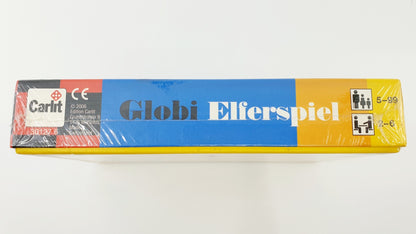 Carlit
CE
© 2006
Edition Carlit
Globi Elferspiel
5–99
2–6